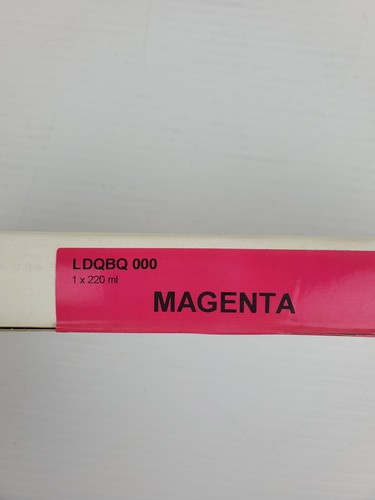 LDQBQ 000
1 x 220 ml
MAGENTA